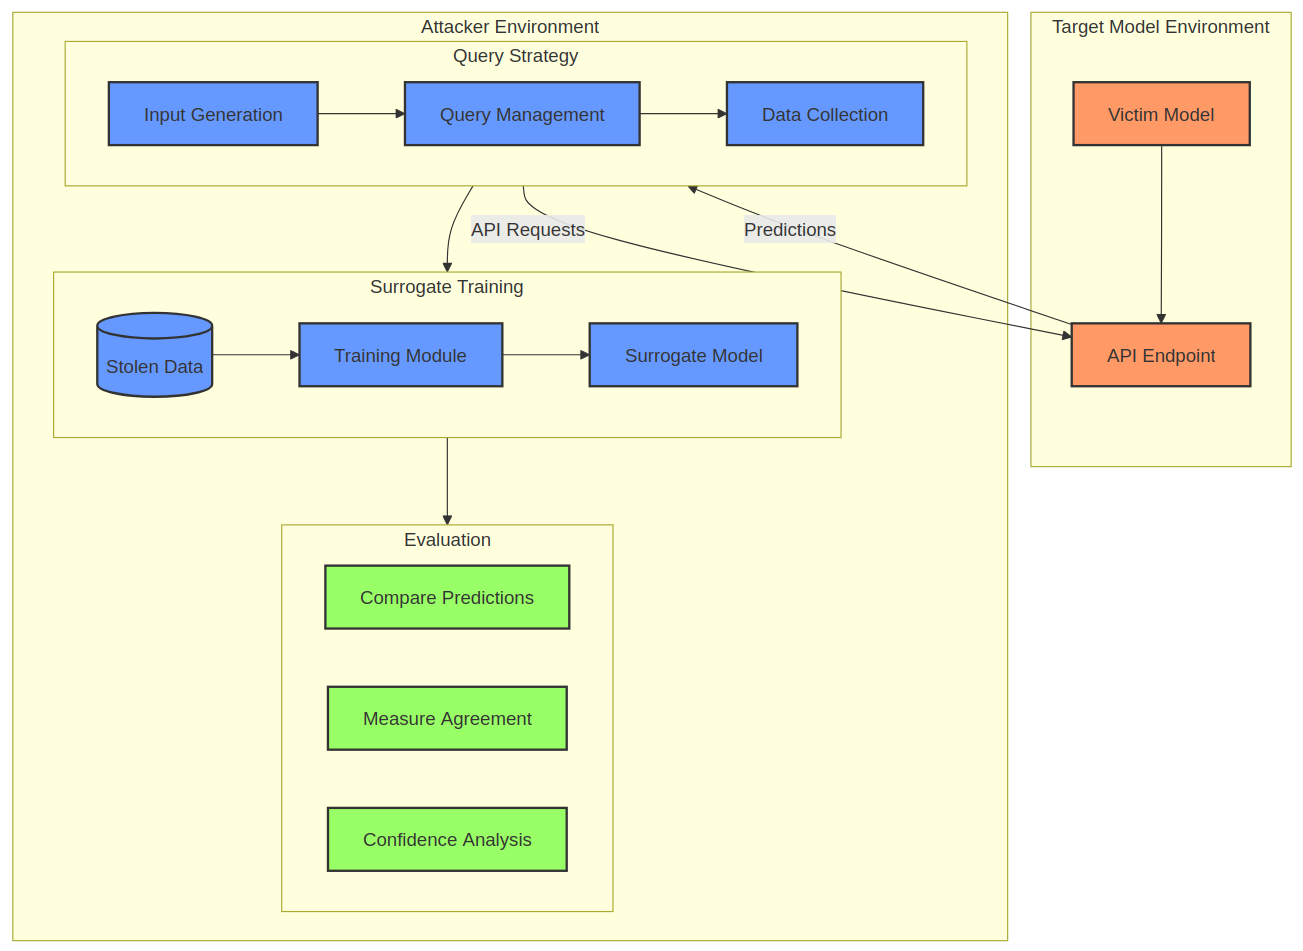 Attacker Environment
Query Strategy
Input Generation
Query Management
Data Collection
API Requests
Predictions
Surrogate Training
Stolen Data
Training Module
Surrogate Model
Evaluation
Compare Predictions
Measure Agreement
Confidence Analysis
Target Model Environment
Victim Model
API Endpoint